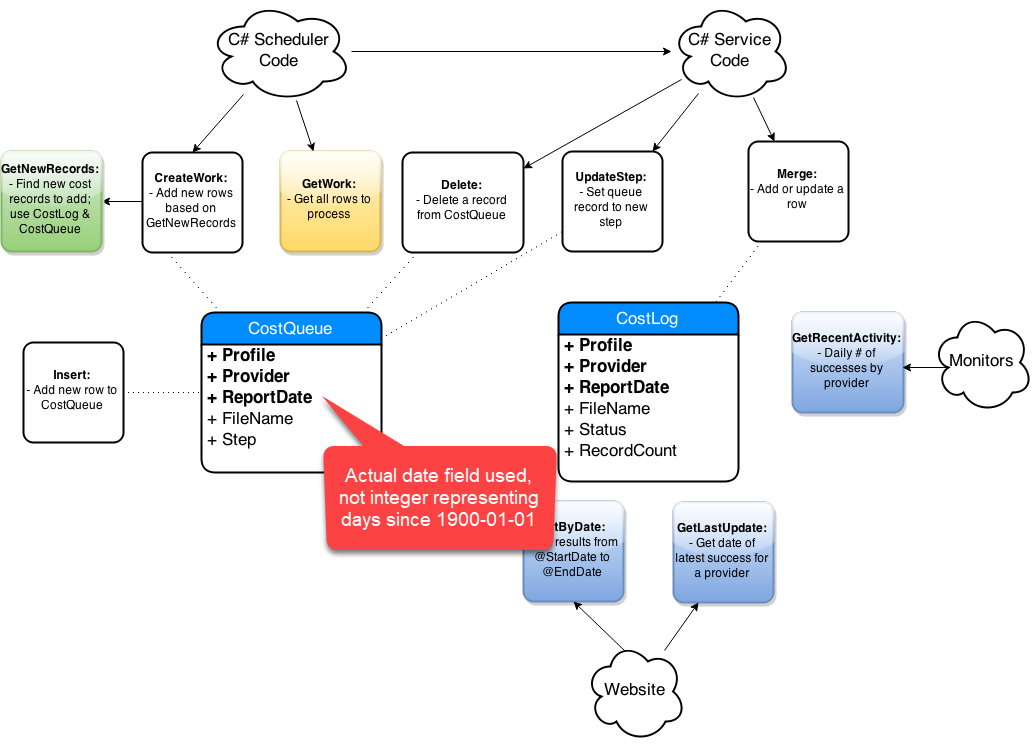 C# Scheduler
Code
C# Service
Code
GetNewRecords:
- Find new cost
records to add;
use CostLog &
CostQueue
CreateWork:
- Add new rows
based on
GetNewRecords
GetWork:
- Get all rows to
process
Delete:
- Delete a record
from CostQueue
UpdateStep:
- Set queue
record to new
step
Merge:
- Add or update a
row
Insert:
- Add new row to
CostQueue
CostQueue
+ Profile
+ Provider
+ ReportDate
+ FileName
+ Step
CostLog
+ Profile
+ Provider
+ ReportDate
+ FileName
+ Status
+ RecordCount
GetRecentActivity:
- Daily # of
successes by
provider
Monitors
Actual date field used,
not integer representing
days since 1900-01-01
tByDate:
results from
@StartDate to
@EndDate
GetLastUpdate:
- Get date of
latest success for
a provider
Website